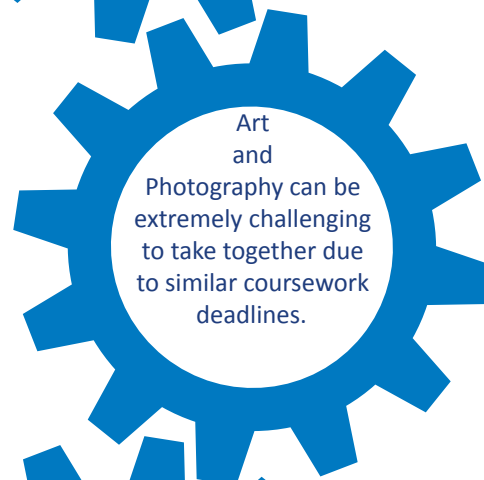 Art
and
Photography can be
extremely challenging
to take together due
to similar coursework
deadlines.